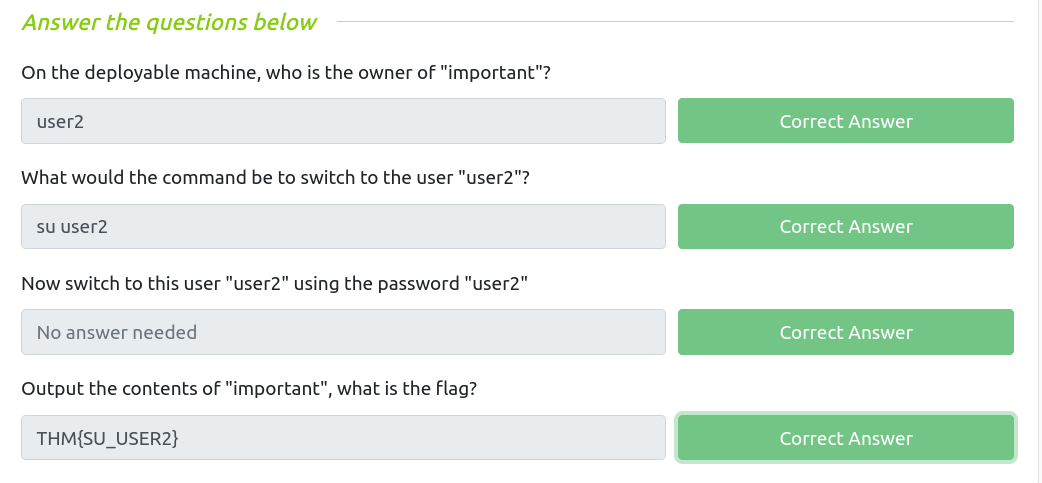 Answer the questions below
On the deployable machine, who is the owner of "important"?
user2
Correct Answer
What would the command be to switch to the user "user2"?
su user2
Correct Answer
Now switch to this user "user2" using the password "user2"
No answer needed
Correct Answer
Output the contents of "important", what is the flag?
THM{SU_USER2}
Correct Answer